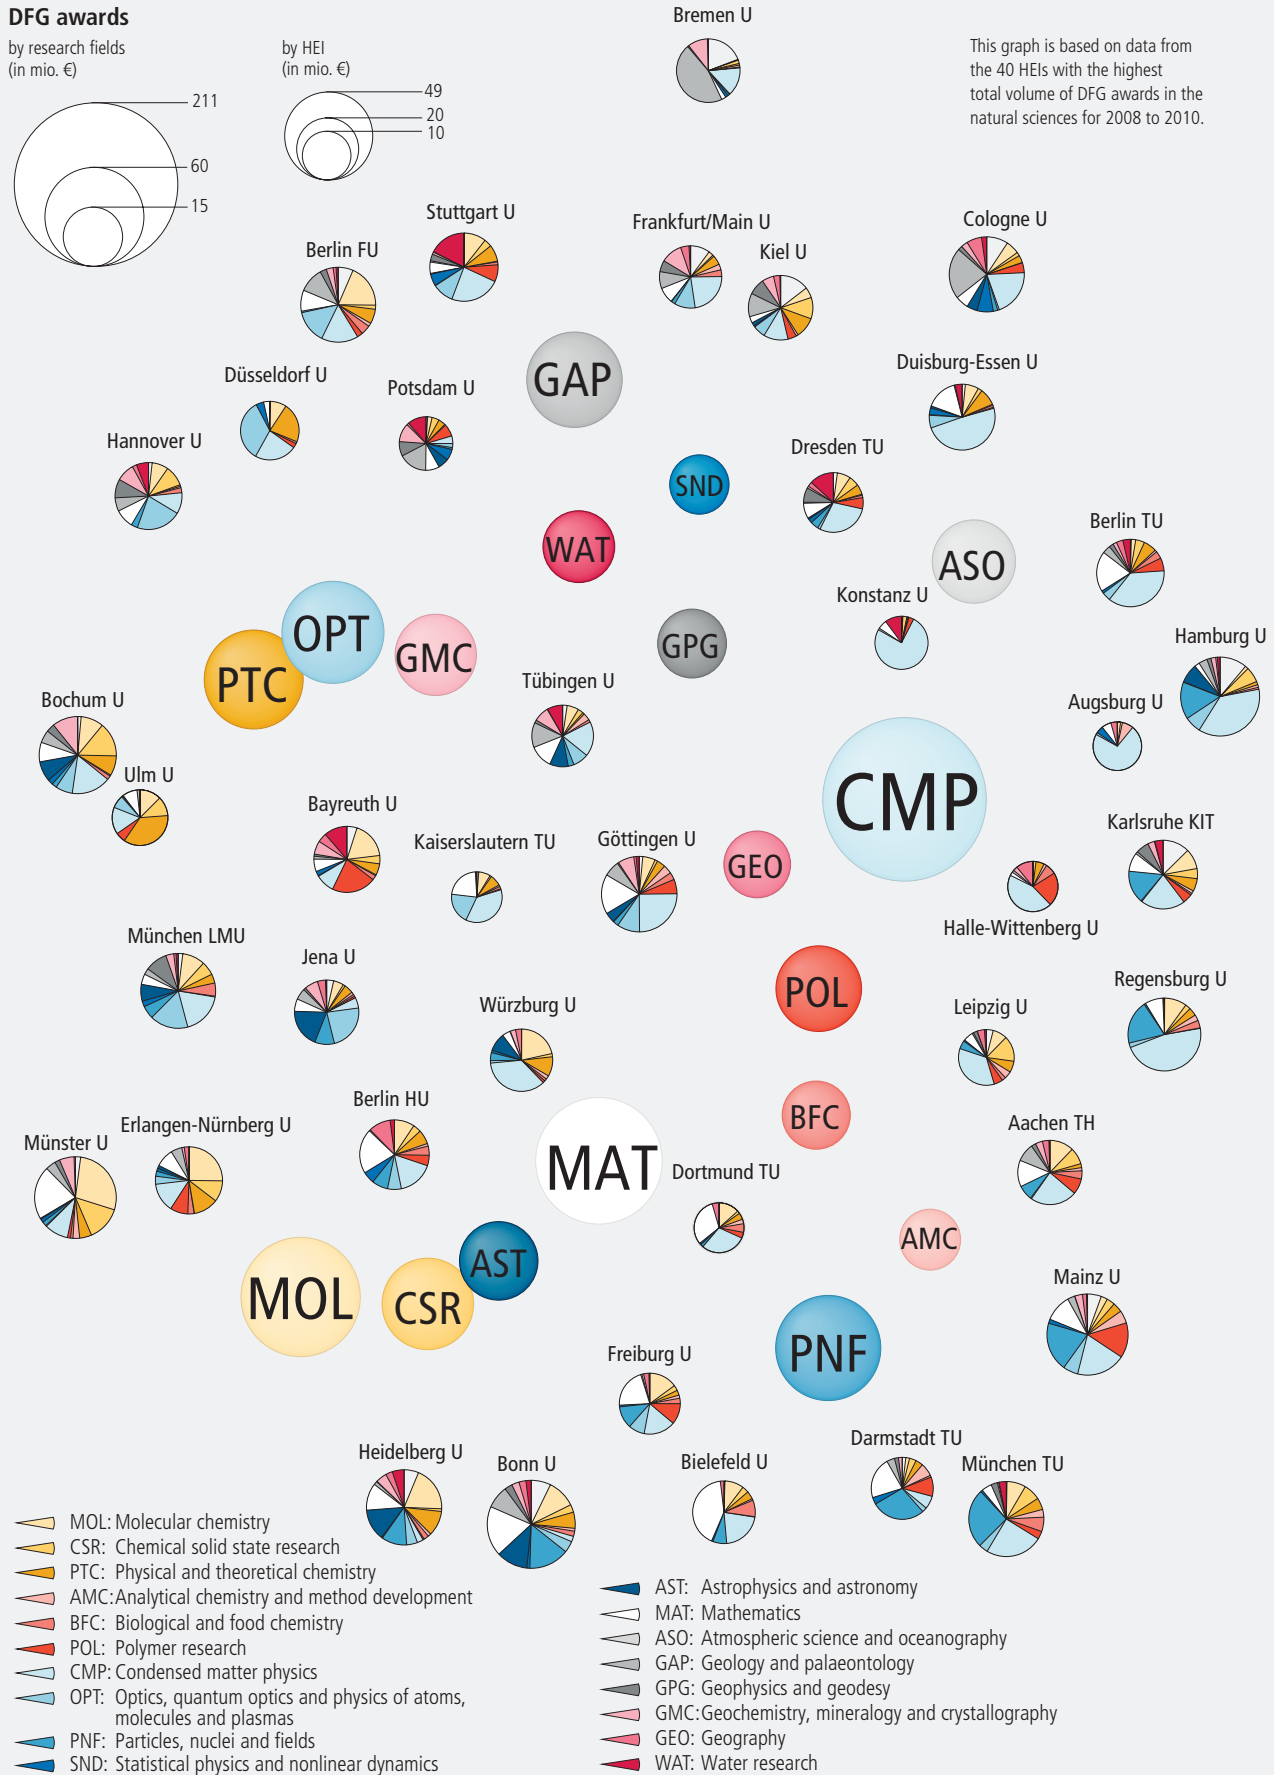 DFG awards
by research fields
(in mio. €)
211
60
15
by HEI
(in mio. €)
49
20
10
Bremen U
This graph is based on data from
the 40 HEIs with the highest
total volume of DFG awards in the
natural sciences for 2008 to 2010.
Stuttgart U
Frankfurt/Main U
Cologne U
Berlin FU
Kiel U
GAP
Duisburg-Essen U
Düsseldorf U
Potsdam U
Hannover U
Dresden TU
SND
Berlin TU
WAT
ASO
Konstanz U
OPT
GMC
GPG
Hamburg U
PTC
Tübingen U
Bochum U
Augsburg U
Ulm U
CMP
Bayreuth U
Kaiserslautern TU
Göttingen U
Karlsruhe KIT
GEO
Halle-Wittenberg U
München LMU
Jena U
POL
Regensburg U
Würzburg U
Leipzig U
Berlin HU
BFC
Erlangen-Nürnberg U
Aachen TH
Münster U
MAT
Dortmund TU
AMC
AST
MOL
CSR
Mainz U
PNF
Freiburg U
Darmstadt TU
Heidelberg U
Bonn U
Bielefeld U
München TU
MOL: Molecular chemistry
CSR: Chemical solid state research
PTC: Physical and theoretical chemistry
AMC: Analytical chemistry and method development
BFC: Biological and food chemistry
POL: Polymer research
CMP: Condensed matter physics
OPT: Optics, quantum optics and physics of atoms,
molecules and plasmas
PNF: Particles, nuclei and fields
SND: Statistical physics and nonlinear dynamics
AST: Astrophysics and astronomy
MAT: Mathematics
ASO: Atmospheric science and oceanography
GAP: Geology and palaeontology
GPG: Geophysics and geodesy
GMC: Geochemistry, mineralogy and crystallography
GEO: Geography
WAT: Water research